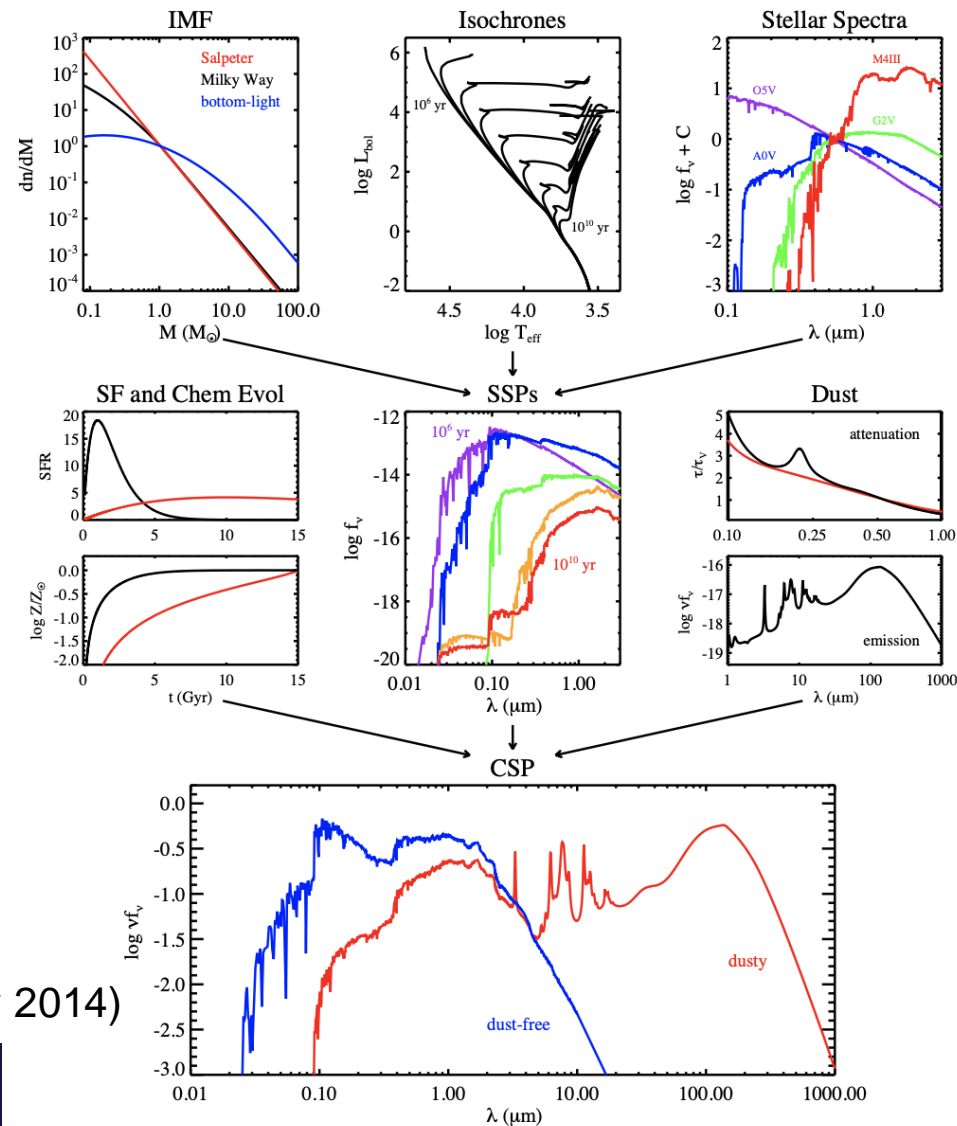 IMF
Isochrones
Stellar Spectra
10³
10²
10¹
10⁰
10⁻¹
10⁻²
10⁻³
10⁻⁴
dn/dM
Salpeter
Milky Way
bottom-light
0.1 1.0 10.0 100.0
M (M☉)
6
4
2
0
-2
log L_bol
10⁶ yr
10¹⁰ yr
4.5 4.0 3.5
log T_eff
1
0
-1
-2
-3
log f_ν + C
O5V
M4III
G2V
A0V
0.1 1.0
λ (μm)
SF and Chem Evol
SSPs
Dust
20
15
10
5
0
SFR
0 5 10 15
0.0
-0.5
-1.0
-1.5
-2.0
log Z/Z☉
0 5 10 15
t (Gyr)
-12
-14
-16
-18
-20
log f_ν
10⁶ yr
10¹⁰ yr
0.01 0.10 1.00
λ (μm)
5
4
3
2
1
τ/τ_V
attenuation
0.10 0.25 0.50 1.00
-16
-17
-18
-19
log νf_ν
emission
1 10 100 1000
λ (μm)
CSP
0.0
-0.5
-1.0
-1.5
-2.0
-2.5
-3.0
log νf_ν
dusty
dust-free
0.01 0.10 1.00 10.00 100.00 1000.00
λ (μm)
2014)